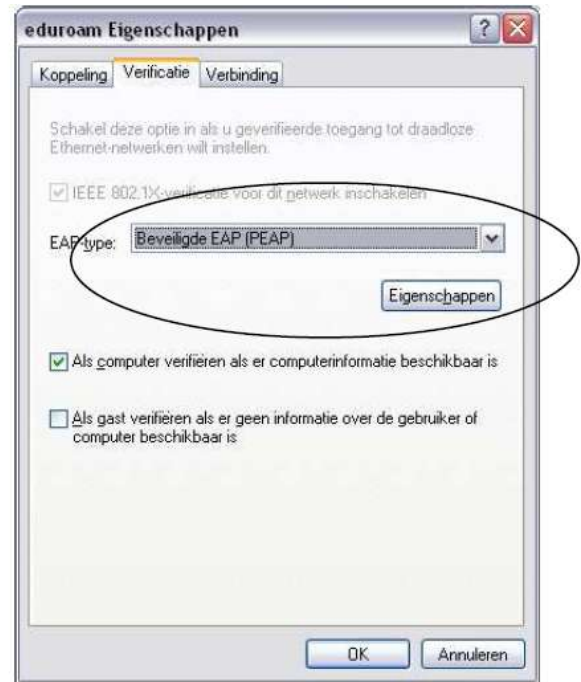 eduroam Eigenschappen
Koppeling Verificatie Verbinding
Schakel deze optie in als u geverifieerde toegang tot draadloze
Ethernet-netwerken wilt instellen.
IEEE 802.1X-verificatie voor dit netwerk inschakelen
EAP-type: Beveiligde EAP (PEAP)
Eigenschappen
Als computer verifiëren als er computerinformatie beschikbaar is
Als gast verifiëren als er geen informatie over de gebruiker of
computer beschikbaar is
OK Annuleren